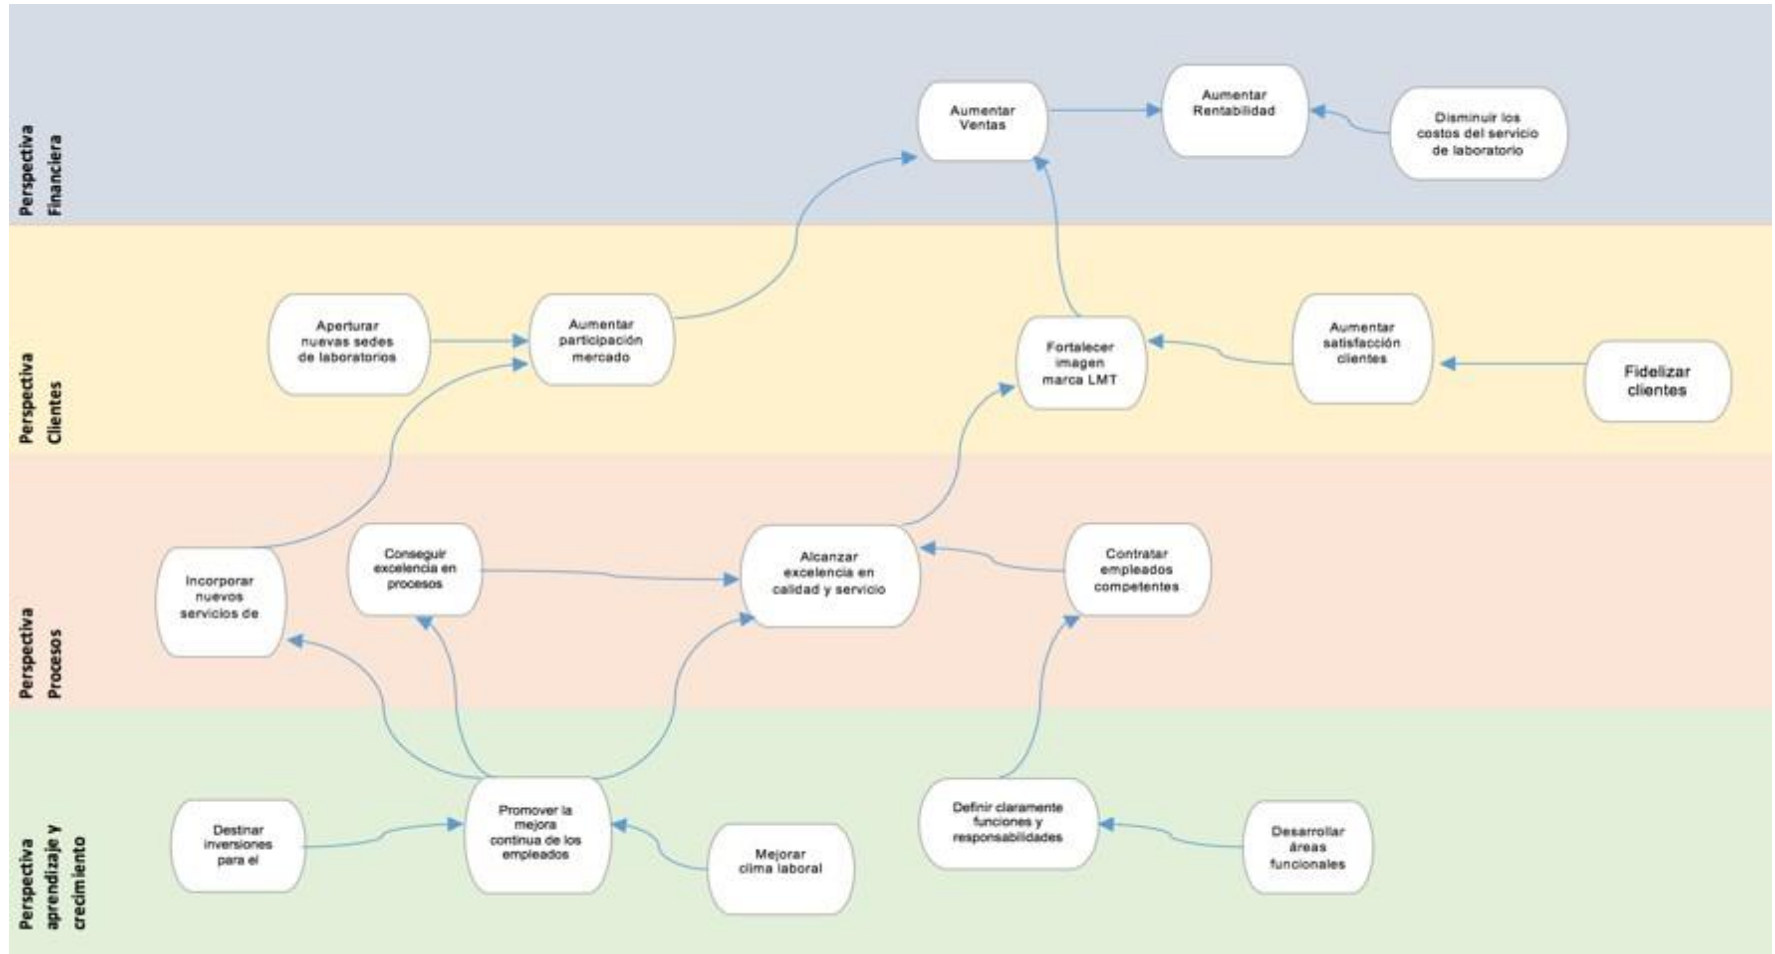 Perspectiva
Financiera
Aumentar
Ventas
Aumentar
Rentabilidad
Disminuir los
costos del servicio
de laboratorio
Perspectiva
Clientes
Aperturar
nuevas sedes
de laboratorios
Aumentar
participación
mercado
Fortalecer
imagen
marca LMT
Aumentar
satisfacción
clientes
Fidelizar
clientes
Perspectiva
Procesos
Incorporar
nuevos
servicios de
Conseguir
excelencia en
procesos
Alcanzar
excelencia en
calidad y servicio
Contratar
empleados
competentes
Perspectiva
aprendizaje y
crecimiento
Destinar
inversiones
para el
Promover la
mejora
continua de los
empleados
Mejorar
clima laboral
Definir claramente
funciones y
responsabilidades
Desarrollar
áreas
funcionales